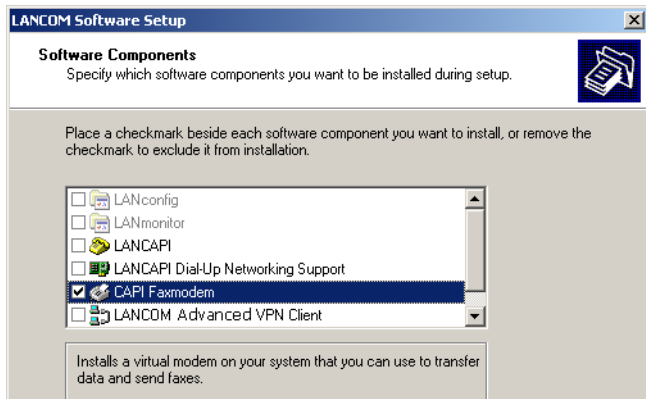 LANCOM Software Setup
Software Components
Specify which software components you want to be installed during setup.
Place a checkmark beside each software component you want to install, or remove the
checkmark to exclude it from installation.
LANconfig
LANmonitor
LANCAPI
LANCAPI Dial-Up Networking Support
CAPI Faxmodem
LANCOM Advanced VPN Client
Installs a virtual modem on your system that you can use to transfer
data and send faxes.